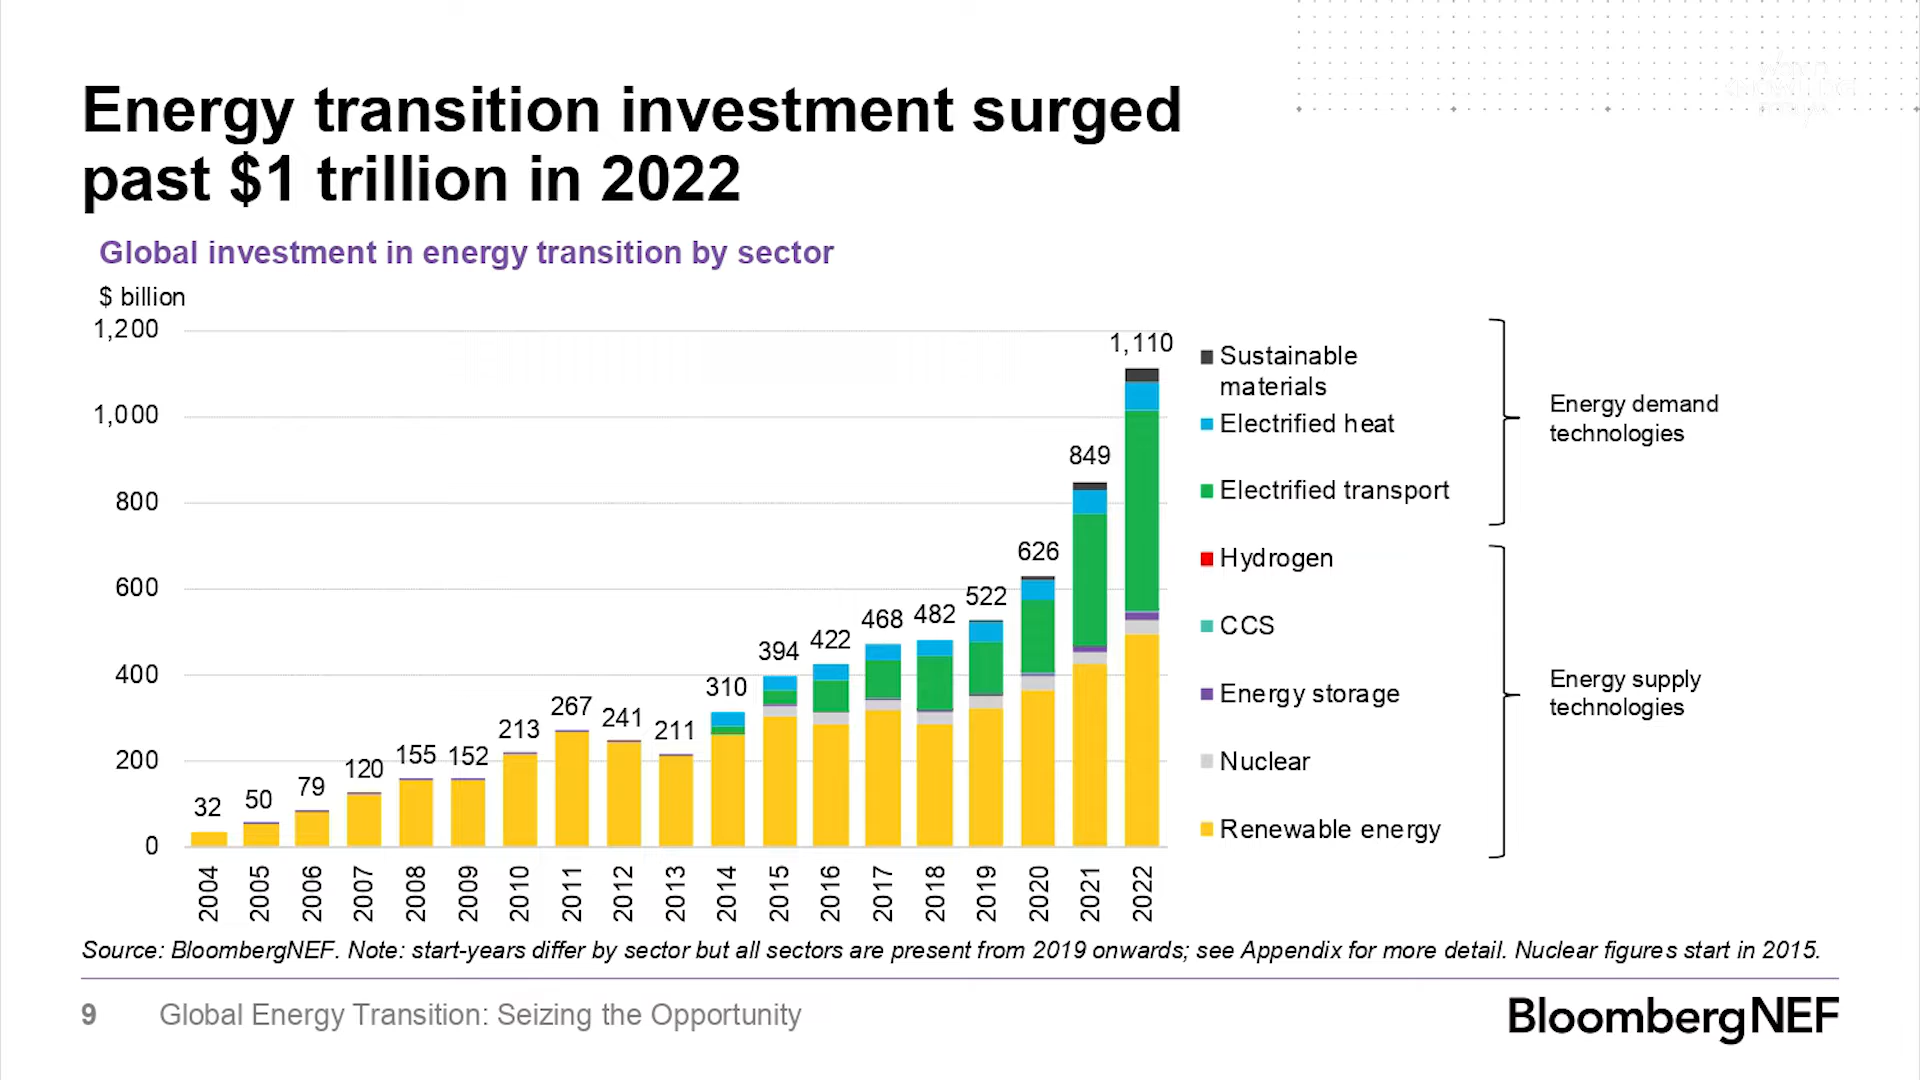 Energy transition investment surged
past $1 trillion in 2022
Global investment in energy transition by sector
$ billion
1,200
1,000
800
600
400
200
0
32
50
79
120
155
152
213
267
241
211
310
394
422
468
482
522
626
849
1,110
2004
2005
2006
2007
2008
2009
2010
2011
2012
2013
2014
2015
2016
2017
2018
2019
2020
2021
2022
Sustainable
materials
Electrified heat
Electrified transport
Hydrogen
CCS
Energy storage
Nuclear
Renewable energy
Energy demand
technologies
Energy supply
technologies
Source: BloombergNEF. Note: start-years differ by sector but all sectors are present from 2019 onwards; see Appendix for more detail. Nuclear figures start in 2015.
9 Global Energy Transition: Seizing the Opportunity
BloombergNEF